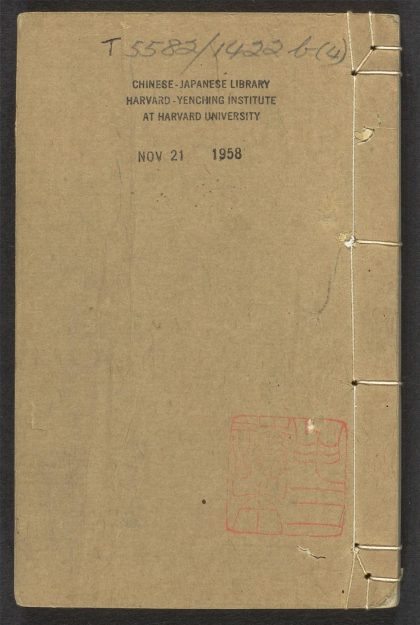 T 5582/1422 b (4)
CHINESE-JAPANESE LIBRARY
HARVARD-YENCHING INSTITUTE
AT HARVARD UNIVERSITY
NOV 21 1958